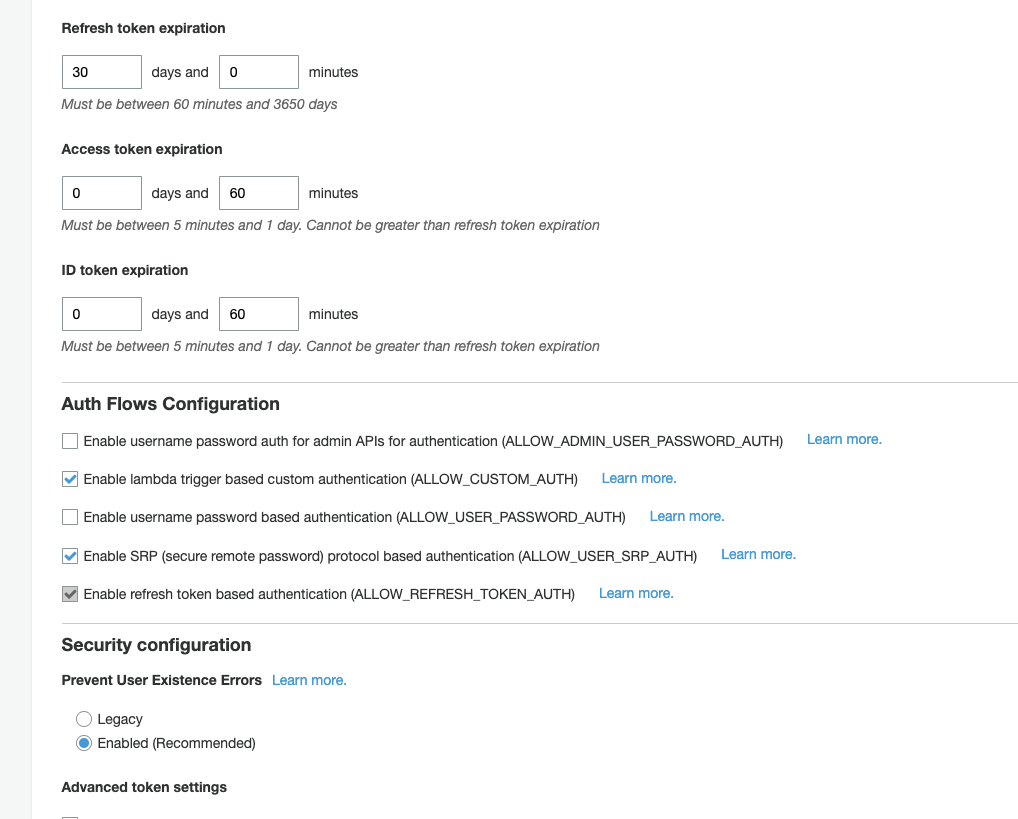 Refresh token expiration
30 days and 0 minutes
Must be between 60 minutes and 3650 days
Access token expiration
0 days and 60 minutes
Must be between 5 minutes and 1 day. Cannot be greater than refresh token expiration
ID token expiration
0 days and 60 minutes
Must be between 5 minutes and 1 day. Cannot be greater than refresh token expiration
Auth Flows Configuration
Enable username password auth for admin APIs for authentication (ALLOW_ADMIN_USER_PASSWORD_AUTH) Learn more.
Enable lambda trigger based custom authentication (ALLOW_CUSTOM_AUTH) Learn more.
Enable username password based authentication (ALLOW_USER_PASSWORD_AUTH) Learn more.
Enable SRP (secure remote password) protocol based authentication (ALLOW_USER_SRP_AUTH) Learn more.
Enable refresh token based authentication (ALLOW_REFRESH_TOKEN_AUTH) Learn more.
Security configuration
Prevent User Existence Errors Learn more.
Legacy
Enabled (Recommended)
Advanced token settings